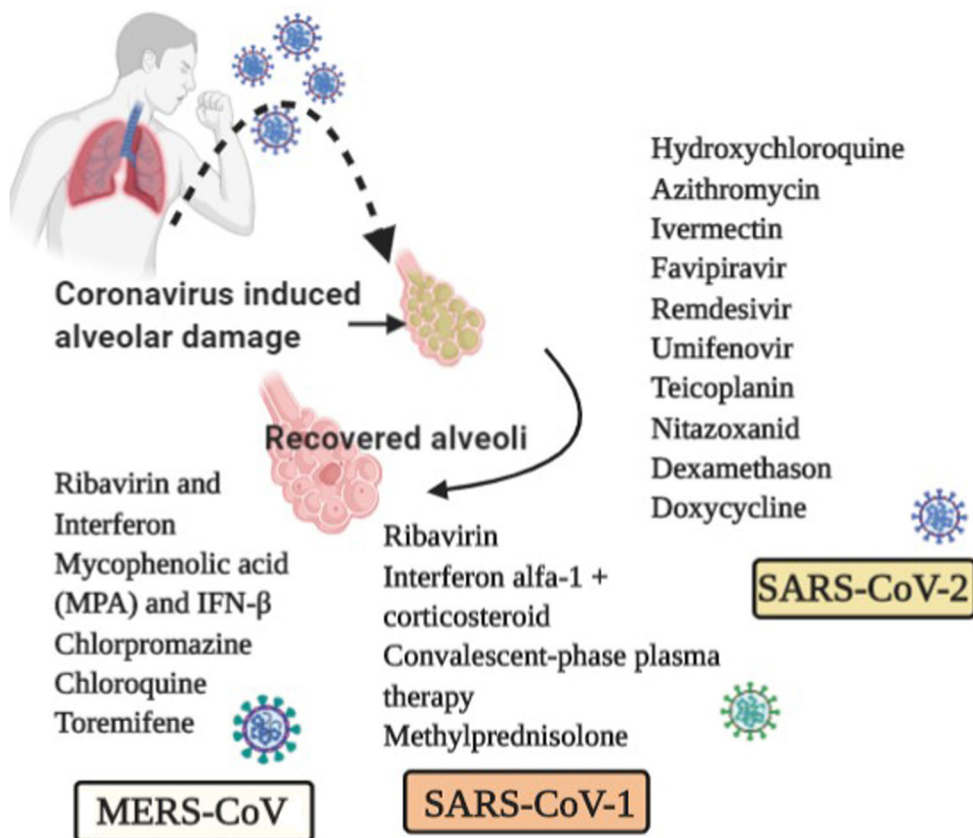 Coronavirus induced
alveolar damage
Recovered alveoli
Hydroxychloroquine
Azithromycin
Ivermectin
Favipiravir
Remdesivir
Umifenovir
Teicoplanin
Nitazoxanid
Dexamethason
Doxycycline
SARS-CoV-2
Ribavirin and
Interferon
Mycophenolic acid
(MPA) and IFN-β
Chlorpromazine
Chloroquine
Toremifene
MERS-CoV
Ribavirin
Interferon alfa-1 +
corticosteroid
Convalescent-phase plasma
therapy
Methylprednisolone
SARS-CoV-1